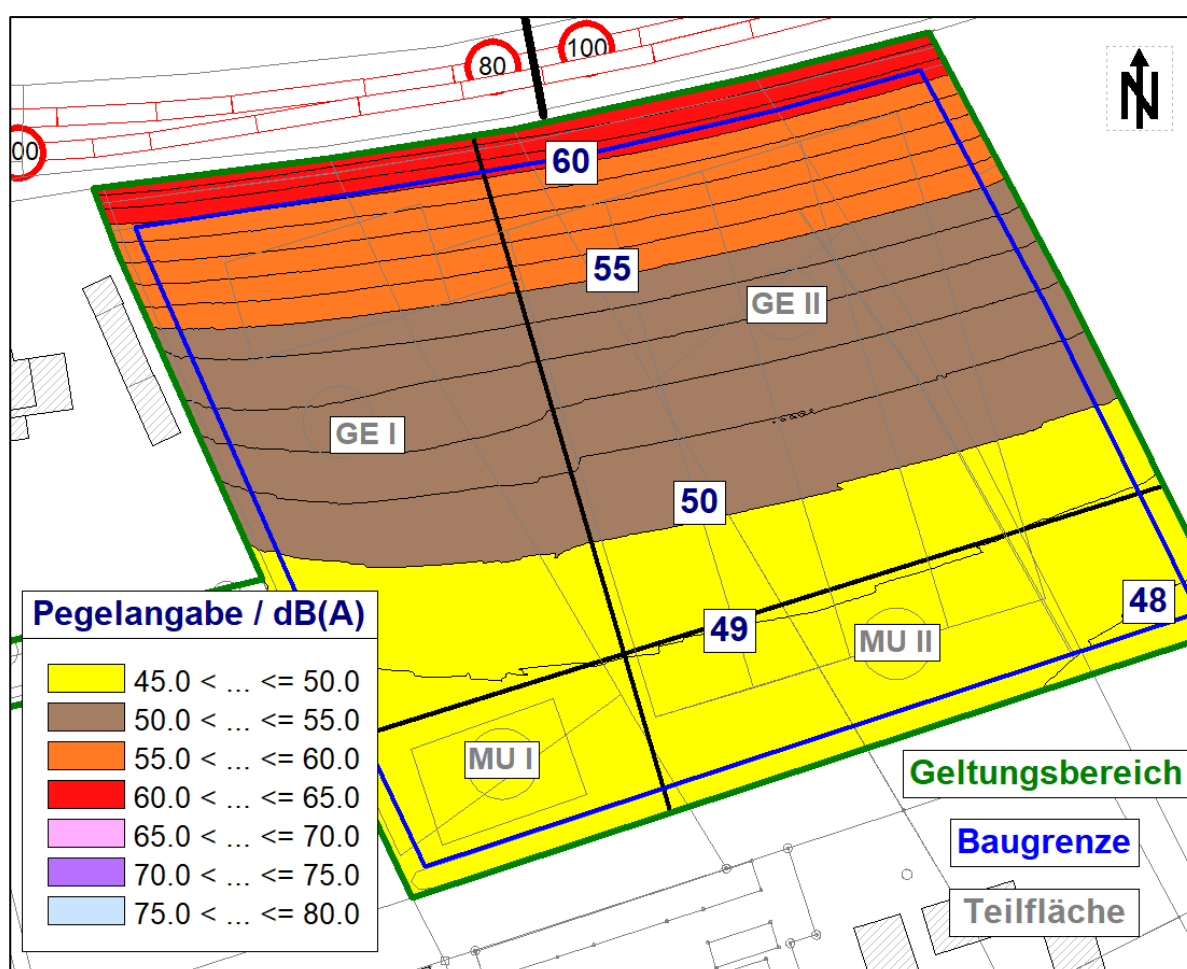 80
100
00
N
60
55
GE II
GE I
50
48
49
MU II
MU I
Pegelangabe / dB(A)
45.0 < ... <= 50.0
50.0 < ... <= 55.0
55.0 < ... <= 60.0
60.0 < ... <= 65.0
65.0 < ... <= 70.0
70.0 < ... <= 75.0
75.0 < ... <= 80.0
Geltungsbereich
Baugrenze
Teilfläche